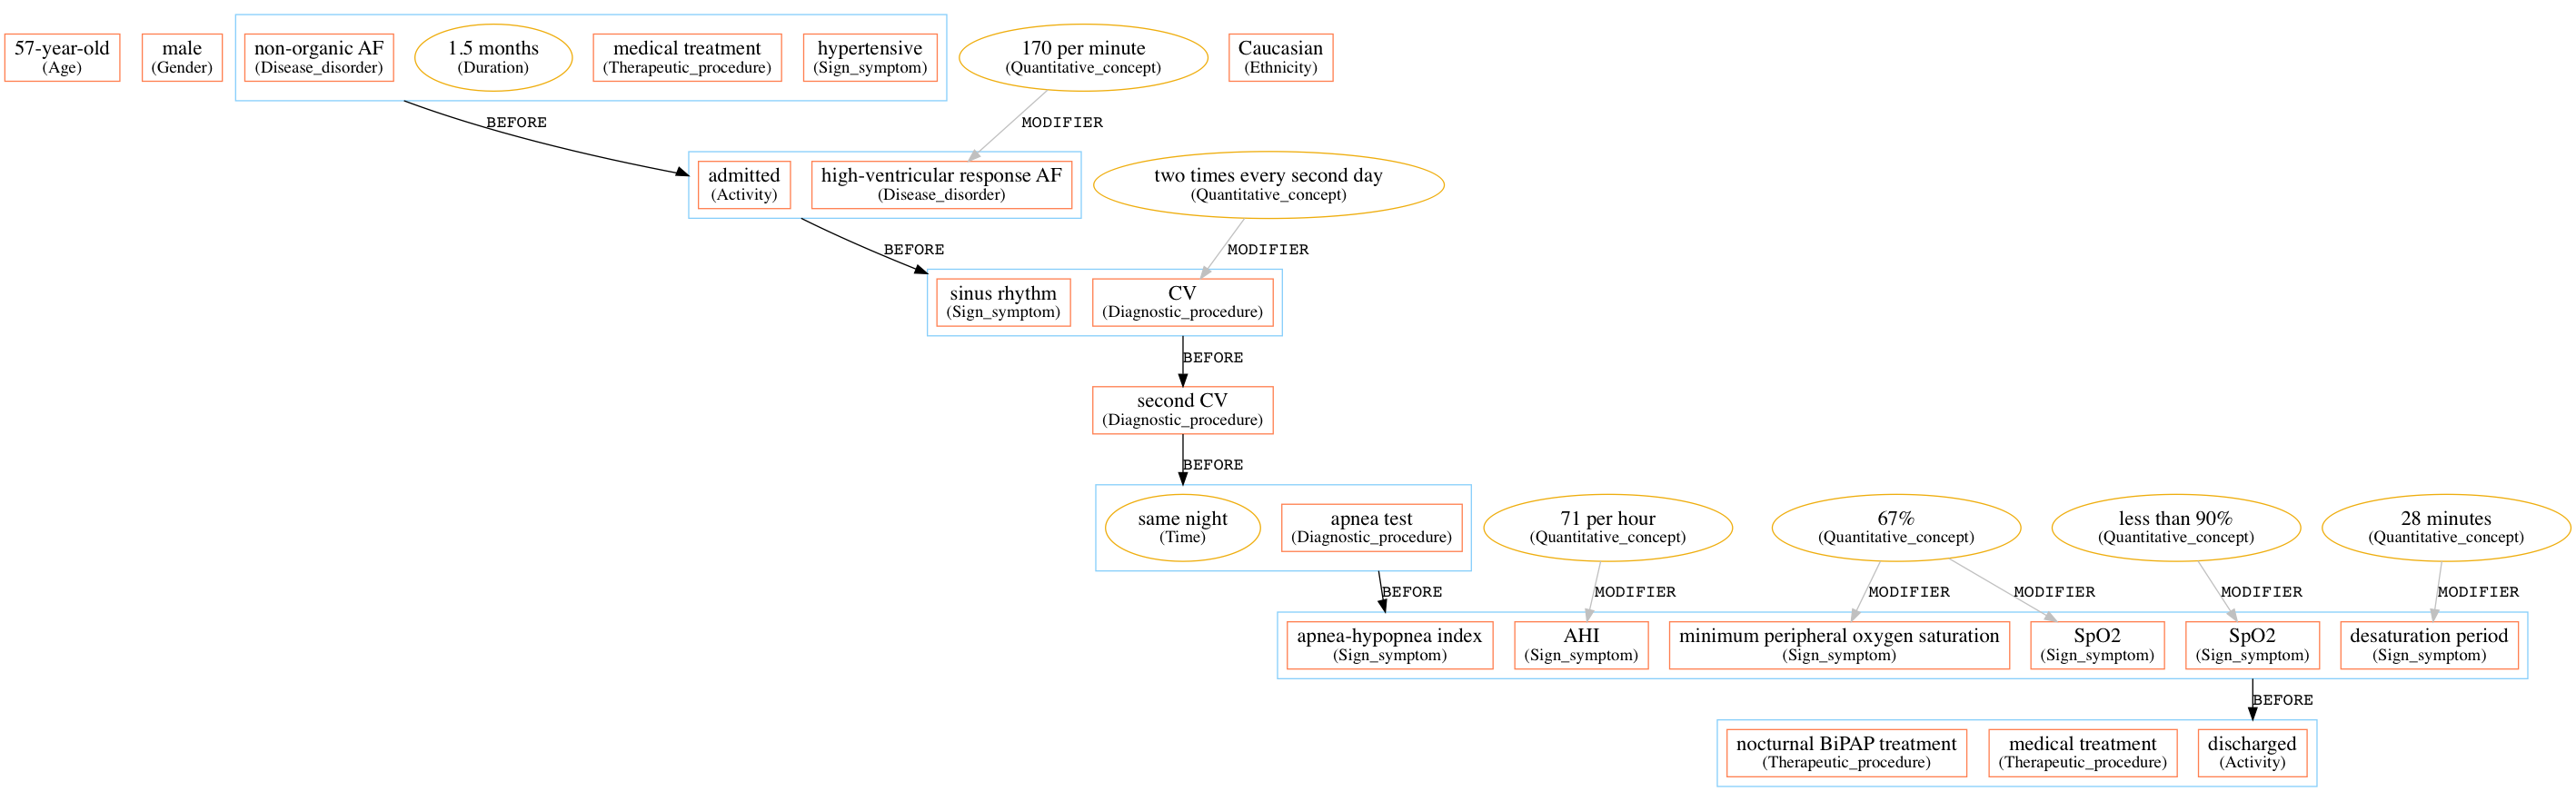 57-year-old
(Age)
male
(Gender)
non-organic AF
(Disease_disorder)
1.5 months
(Duration)
medical treatment
(Therapeutic_procedure)
hypertensive
(Sign_symptom)
170 per minute
(Quantitative_concept)
Caucasian
(Ethnicity)
BEFORE
MODIFIER
admitted
(Activity)
high-ventricular response AF
(Disease_disorder)
two times every second day
(Quantitative_concept)
BEFORE
MODIFIER
sinus rhythm
(Sign_symptom)
CV
(Diagnostic_procedure)
BEFORE
second CV
(Diagnostic_procedure)
BEFORE
same night
(Time)
apnea test
(Diagnostic_procedure)
71 per hour
(Quantitative_concept)
67%
(Quantitative_concept)
less than 90%
(Quantitative_concept)
28 minutes
(Quantitative_concept)
BEFORE
MODIFIER
MODIFIER
MODIFIER
MODIFIER
MODIFIER
apnea-hypopnea index
(Sign_symptom)
AHI
(Sign_symptom)
minimum peripheral oxygen saturation
(Sign_symptom)
SpO2
(Sign_symptom)
SpO2
(Sign_symptom)
desaturation period
(Sign_symptom)
BEFORE
nocturnal BiPAP treatment
(Therapeutic_procedure)
medical treatment
(Therapeutic_procedure)
discharged
(Activity)